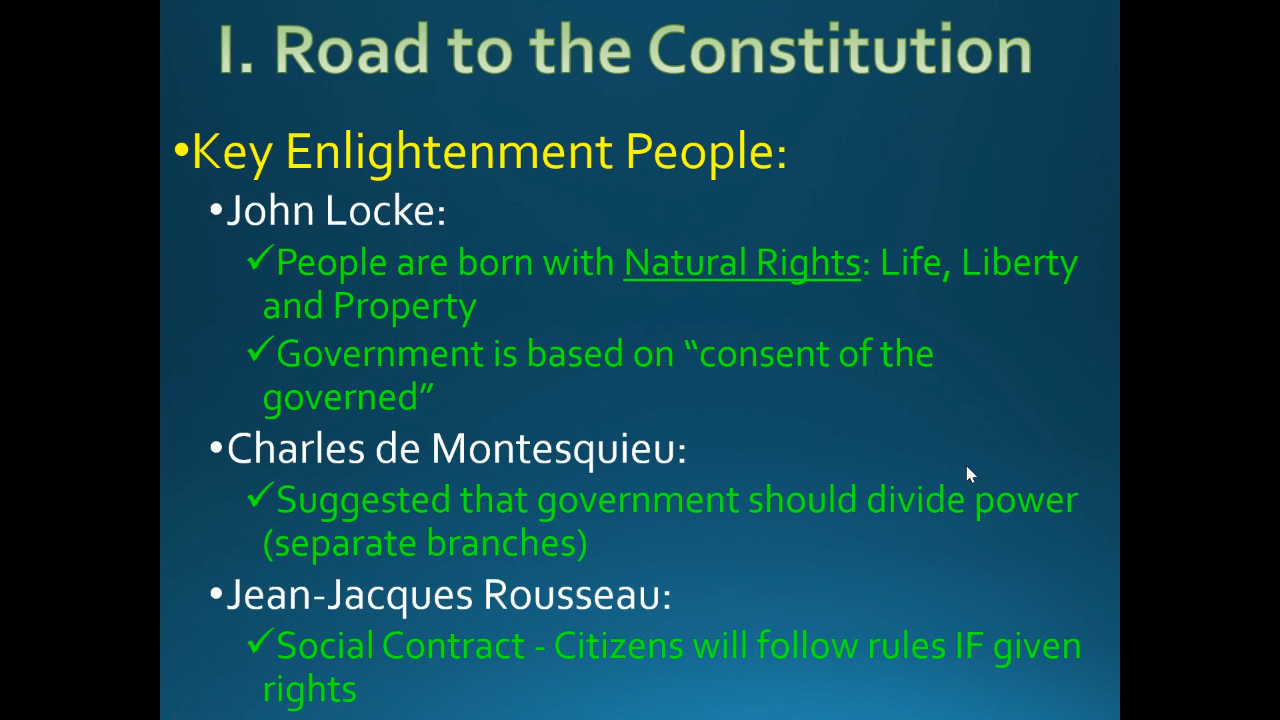 I. Road to the Constitution
•Key Enlightenment People:
•John Locke:
✓People are born with Natural Rights: Life, Liberty
and Property
✓Government is based on “consent of the
governed”
•Charles de Montesquieu:
✓Suggested that government should divide power
(separate branches)
•Jean-Jacques Rousseau:
✓Social Contract - Citizens will follow rules IF given
rights